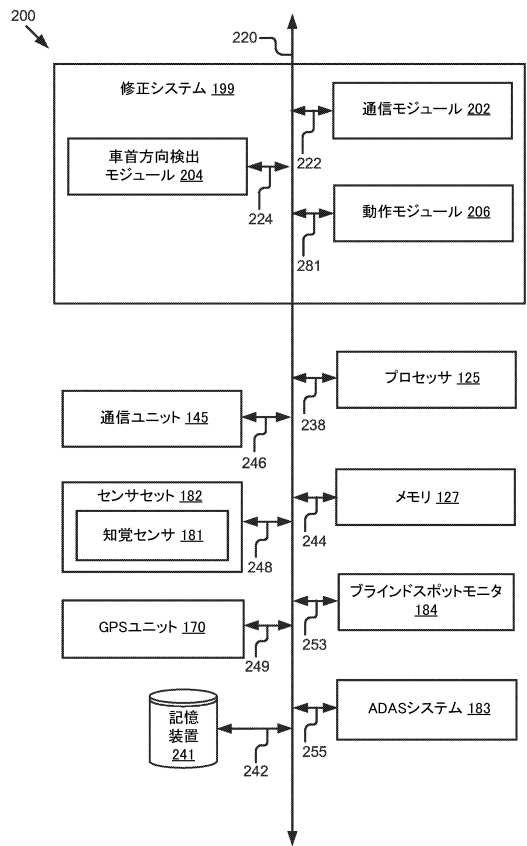 200
220
修正システム 199
通信モジュール 202
222
車首方向検出
モジュール 204
224
動作モジュール 206
281
プロセッサ 125
238
通信ユニット 145
246
センサセット 182
知覚センサ 181
248
メモリ 127
244
ブラインドスポットモニタ
184
253
GPSユニット 170
249
ADASシステム 183
255
記憶
装置
241
242